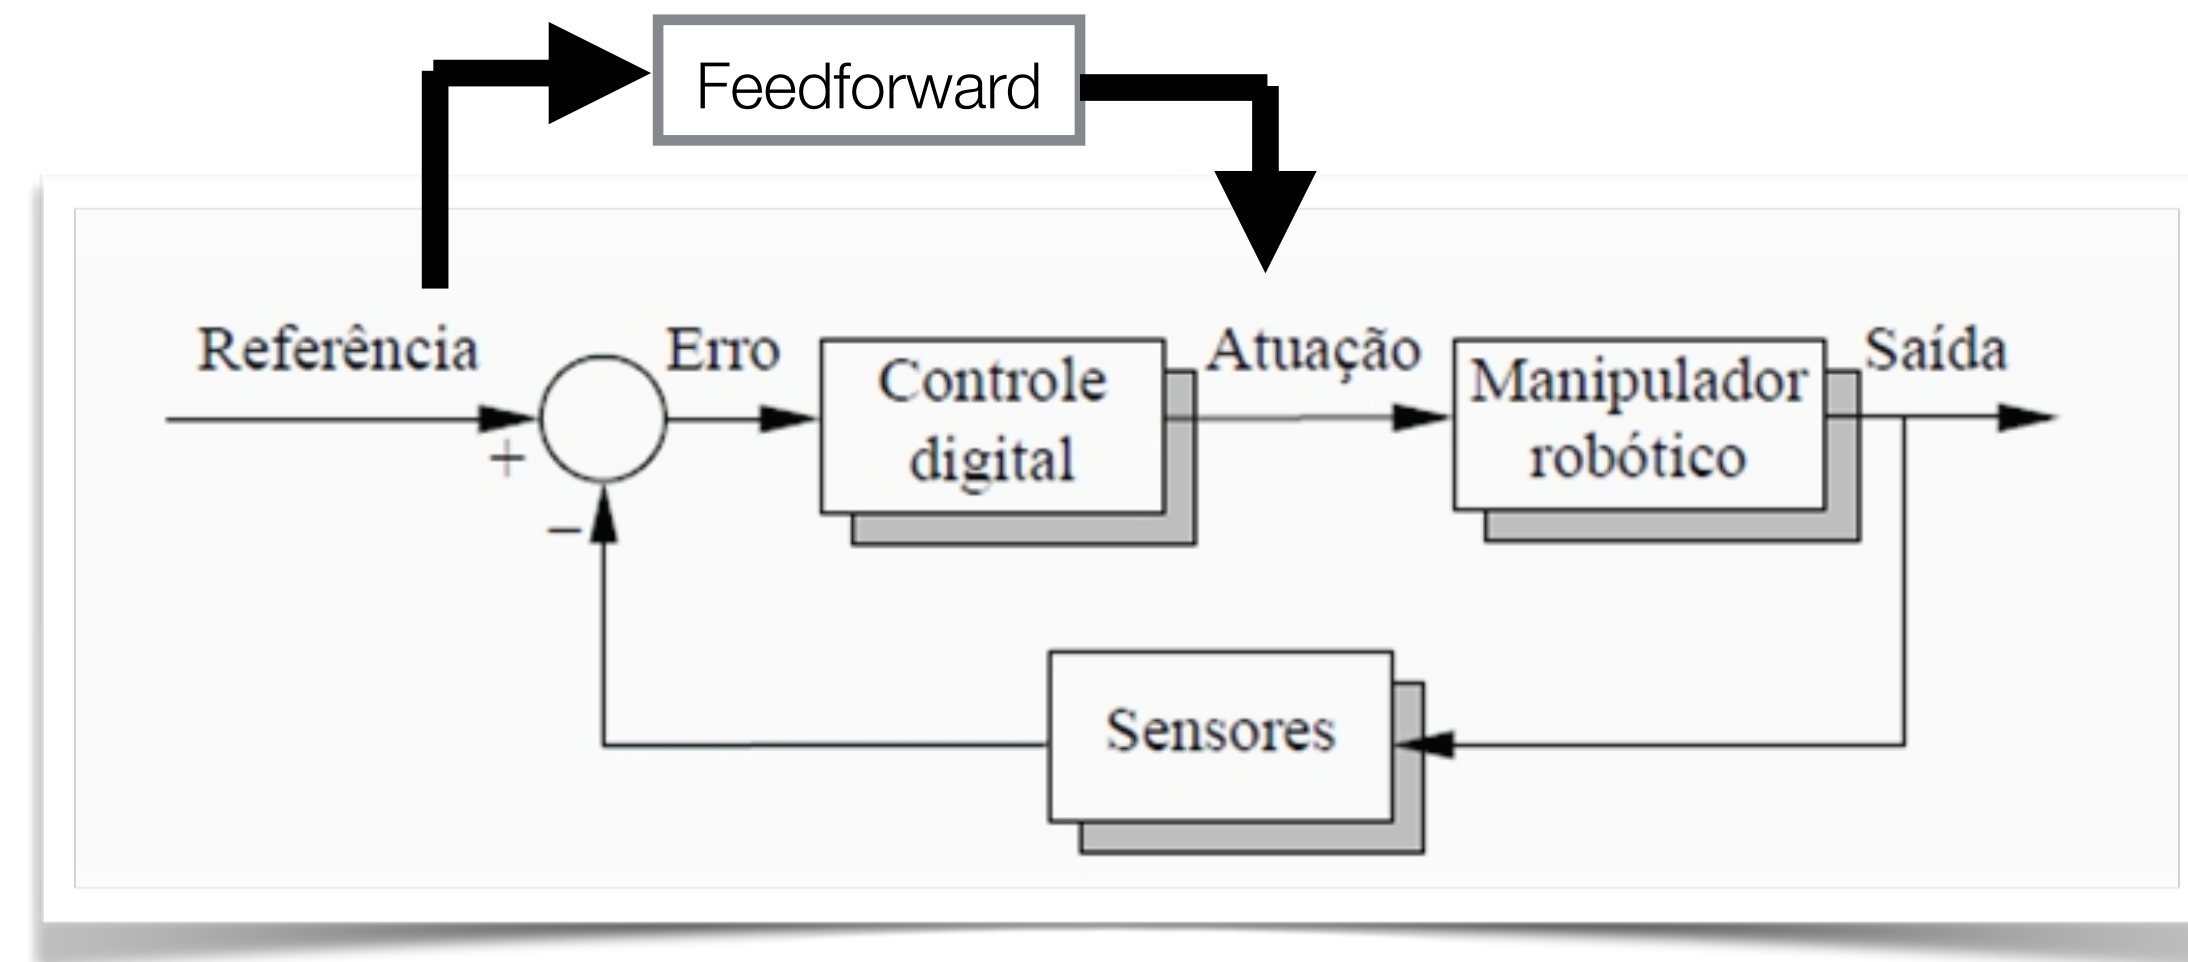 Feedforward
Referência
Erro
Controle
digital
Atuação
Manipulador
robótico
Saída
+
−
Sensores